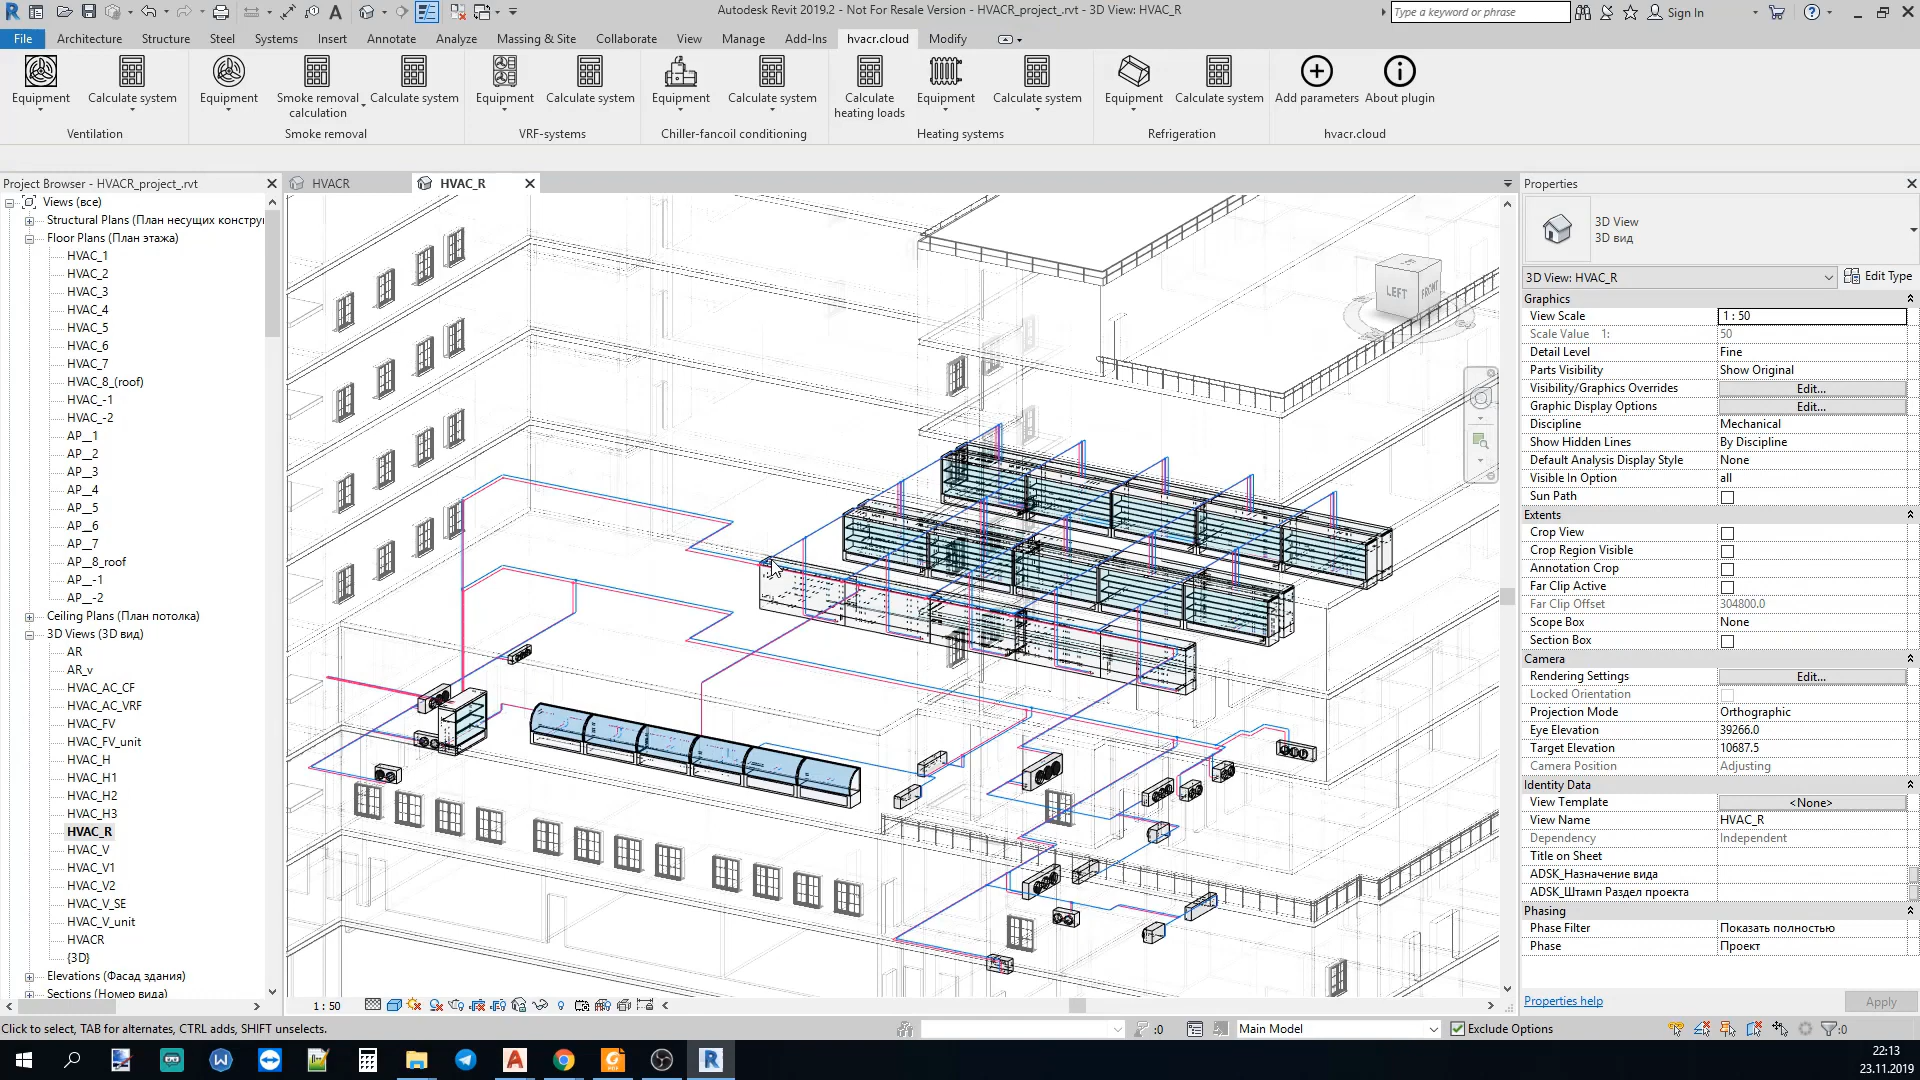 Autodesk Revit 2019.2 - Not For Resale Version - HVACR_project_.rvt - 3D View: HVAC_R
Type a keyword or phrase
Sign In
File
Architecture
Structure
Steel
Systems
Insert
Annotate
Analyze
Massing & Site
Collaborate
View
Manage
Add-Ins
hvacr.cloud
Modify
Equipment
Calculate system
Equipment
Smoke removal
calculation
Calculate system
Equipment
Calculate system
Equipment
Calculate system
Calculate
heating loads
Equipment
Calculate system
Equipment
Calculate system
Add parameters
About plugin
Ventilation
Smoke removal
VRF-systems
Chiller-fancoil conditioning
Heating systems
Refrigeration
hvacr.cloud
Project Browser - HVACR_project_.rvt
Views (все)
Structural Plans (План несущих констру
Floor Plans (План этажа)
HVAC_1
HVAC_2
HVAC_3
HVAC_4
HVAC_5
HVAC_6
HVAC_7
HVAC_8_(roof)
HVAC_-1
HVAC_-2
AP__1
AP__2
AP__3
AP__4
AP__5
AP__6
AP__7
AP__8_roof
AP__-1
AP__-2
Ceiling Plans (План потолка)
3D Views (3D вид)
AR
AR_v
HVAC_AC_CF
HVAC_AC_VRF
HVAC_FV
HVAC_FV_unit
HVAC_H
HVAC_H1
HVAC_H2
HVAC_H3
HVAC_R
HVAC_V
HVAC_V1
HVAC_V2
HVAC_V_SE
HVAC_V_unit
HVACR
{3D}
Elevations (Фасад здания)
Sections (Номер вида)
HVACR
HVAC_R
LEFT
FRONT
1 : 50
Properties
3D View
3D вид
3D View: HVAC_R
Edit Type
Graphics
View Scale 1 : 50
Scale Value 1: 50
Detail Level Fine
Parts Visibility Show Original
Visibility/Graphics Overrides Edit...
Graphic Display Options Edit...
Discipline Mechanical
Show Hidden Lines By Discipline
Default Analysis Display Style None
Visible In Option all
Sun Path
Extents
Crop View
Crop Region Visible
Annotation Crop
Far Clip Active
Far Clip Offset 304800.0
Scope Box None
Section Box
Camera
Rendering Settings Edit...
Locked Orientation
Projection Mode Orthographic
Eye Elevation 39266.0
Target Elevation 10687.5
Camera Position Adjusting
Identity Data
View Template <None>
View Name HVAC_R
Dependency Independent
Title on Sheet
ADSK_Назначение вида
ADSK_Штамп Раздел проекта
Phasing
Phase Filter Показать полностью
Phase Проект
Properties help
Apply
Click to select, TAB for alternates, CTRL adds, SHIFT unselects.
:0
Main Model
Exclude Options
:0
22:13
23.11.2019